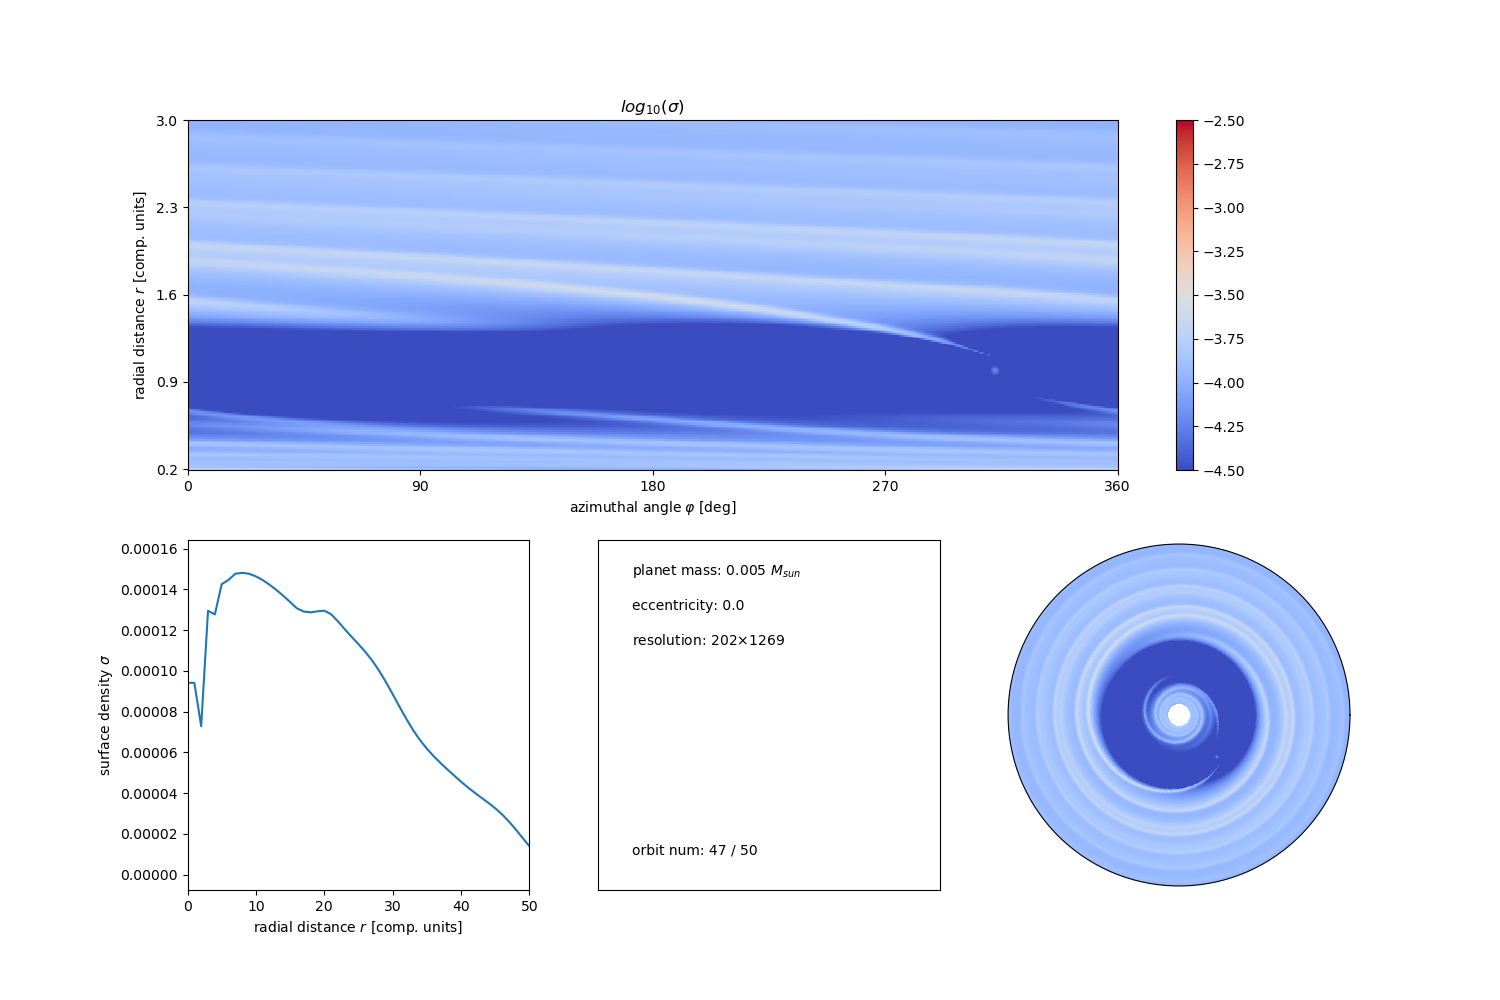 log₁₀(σ)
radial distance r [comp. units]
3.0
2.3
1.6
0.9
0.2
0 90 180 270 360
azimuthal angle φ [deg]
−2.50
−2.75
−3.00
−3.25
−3.50
−3.75
−4.00
−4.25
−4.50
surface density σ
0.00016
0.00014
0.00012
0.00010
0.00008
0.00006
0.00004
0.00002
0.00000
0 10 20 30 40 50
radial distance r [comp. units]
planet mass: 0.005 Mₛᵤₙ
eccentricity: 0.0
resolution: 202×1269
orbit num: 47 / 50